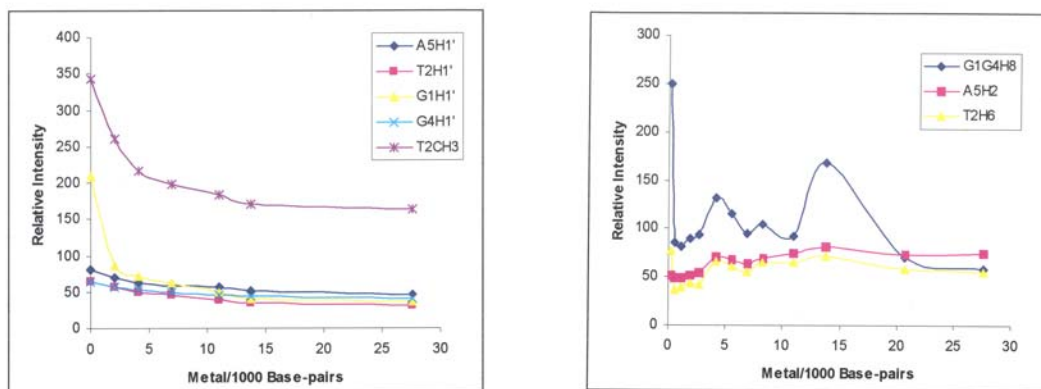 400
350
300
250
200
150
100
50
0
Relative Intensity
0 5 10 15 20 25 30
Metal/1000 Base-pairs
A5H1'
T2H1'
G1H1'
G4H1'
T2CH3
300
250
200
150
100
50
0
Relative Intensity
0 5 10 15 20 25 30
Metal/1000 Base-pairs
G1G4H8
A5H2
T2H6